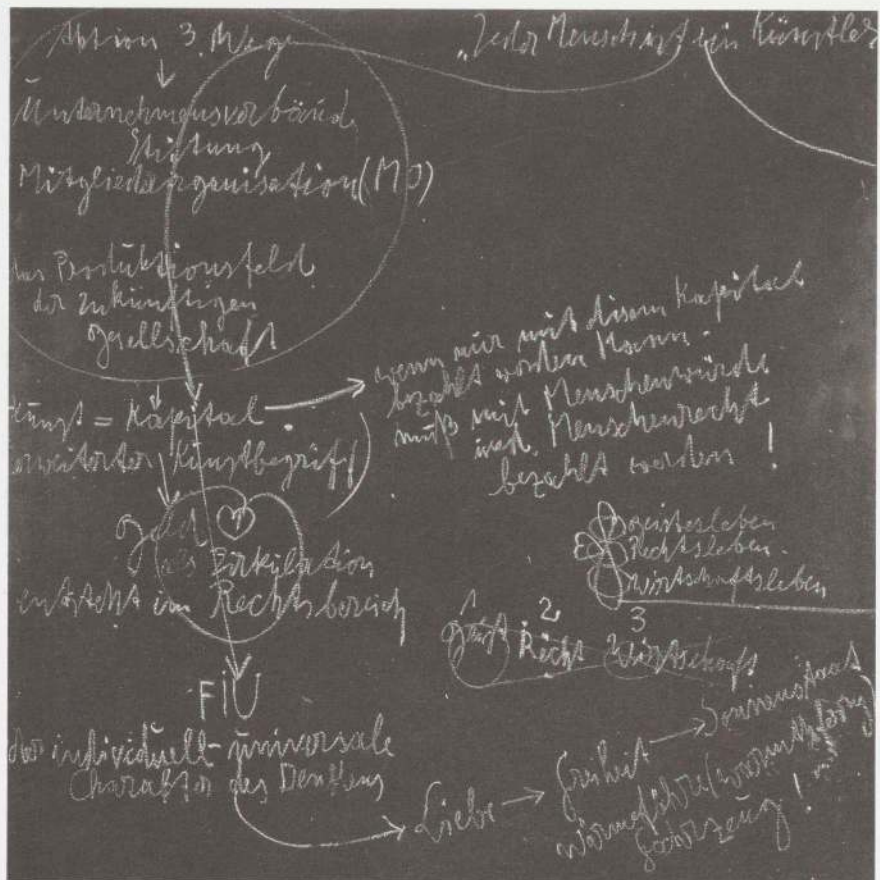 Aktion 3. Weg
„Jeder Mensch ist ein Künstler
Unternehmensverbände
Stiftung
Mitgliederorganisation (MO)
das Produktionsfeld
der zukünftigen
Gesellschaft
Kunst = Kapital
erweiterter Kunstbegriff
wenn nur mit diesem Kapital
bezahlt werden kann -
muß mit Menschenwürde
und Menschenrecht
bezahlt werden !
Geld
als Zirkulation
entsteht im Rechtsbereich
Geistesleben
Rechtsleben -
Wirtschaftsleben
1 2 3
Geist Recht Wirtschaft
FIU
der individuell-universale
Charakter des Denkens
Liebe → Freiheit → Sonnenstaat
Wärmefähre
Fahrzeug !